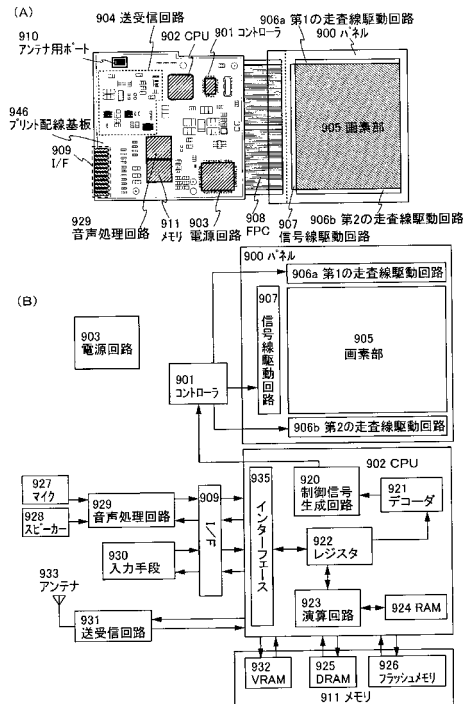 (A)
904 送受信回路
910
アンテナ用ポート
902 CPU
901 コントローラ
906a 第1の走査線駆動回路
900 パネル
946
プリント配線基板
909
I/F
905 画素部
929
音声処理回路
911
メモリ
903
電源回路
908
FPC
907
信号線駆動回路
906b 第2の走査線駆動回路
(B)
900 パネル
906a 第1の走査線駆動回路
903
電源回路
907
信号線駆動回路
905
画素部
901
コントローラ
906b 第2の走査線駆動回路
902 CPU
927
マイク
928
スピーカー
929
音声処理回路
909
I/F
935
インターフェース
920
制御信号
生成回路
921
デコーダ
930
入力手段
922
レジスタ
933
アンテナ
923
演算回路
924 RAM
931
送受信回路
932
VRAM
925
DRAM
926
フラッシュメモリ
911 メモリ